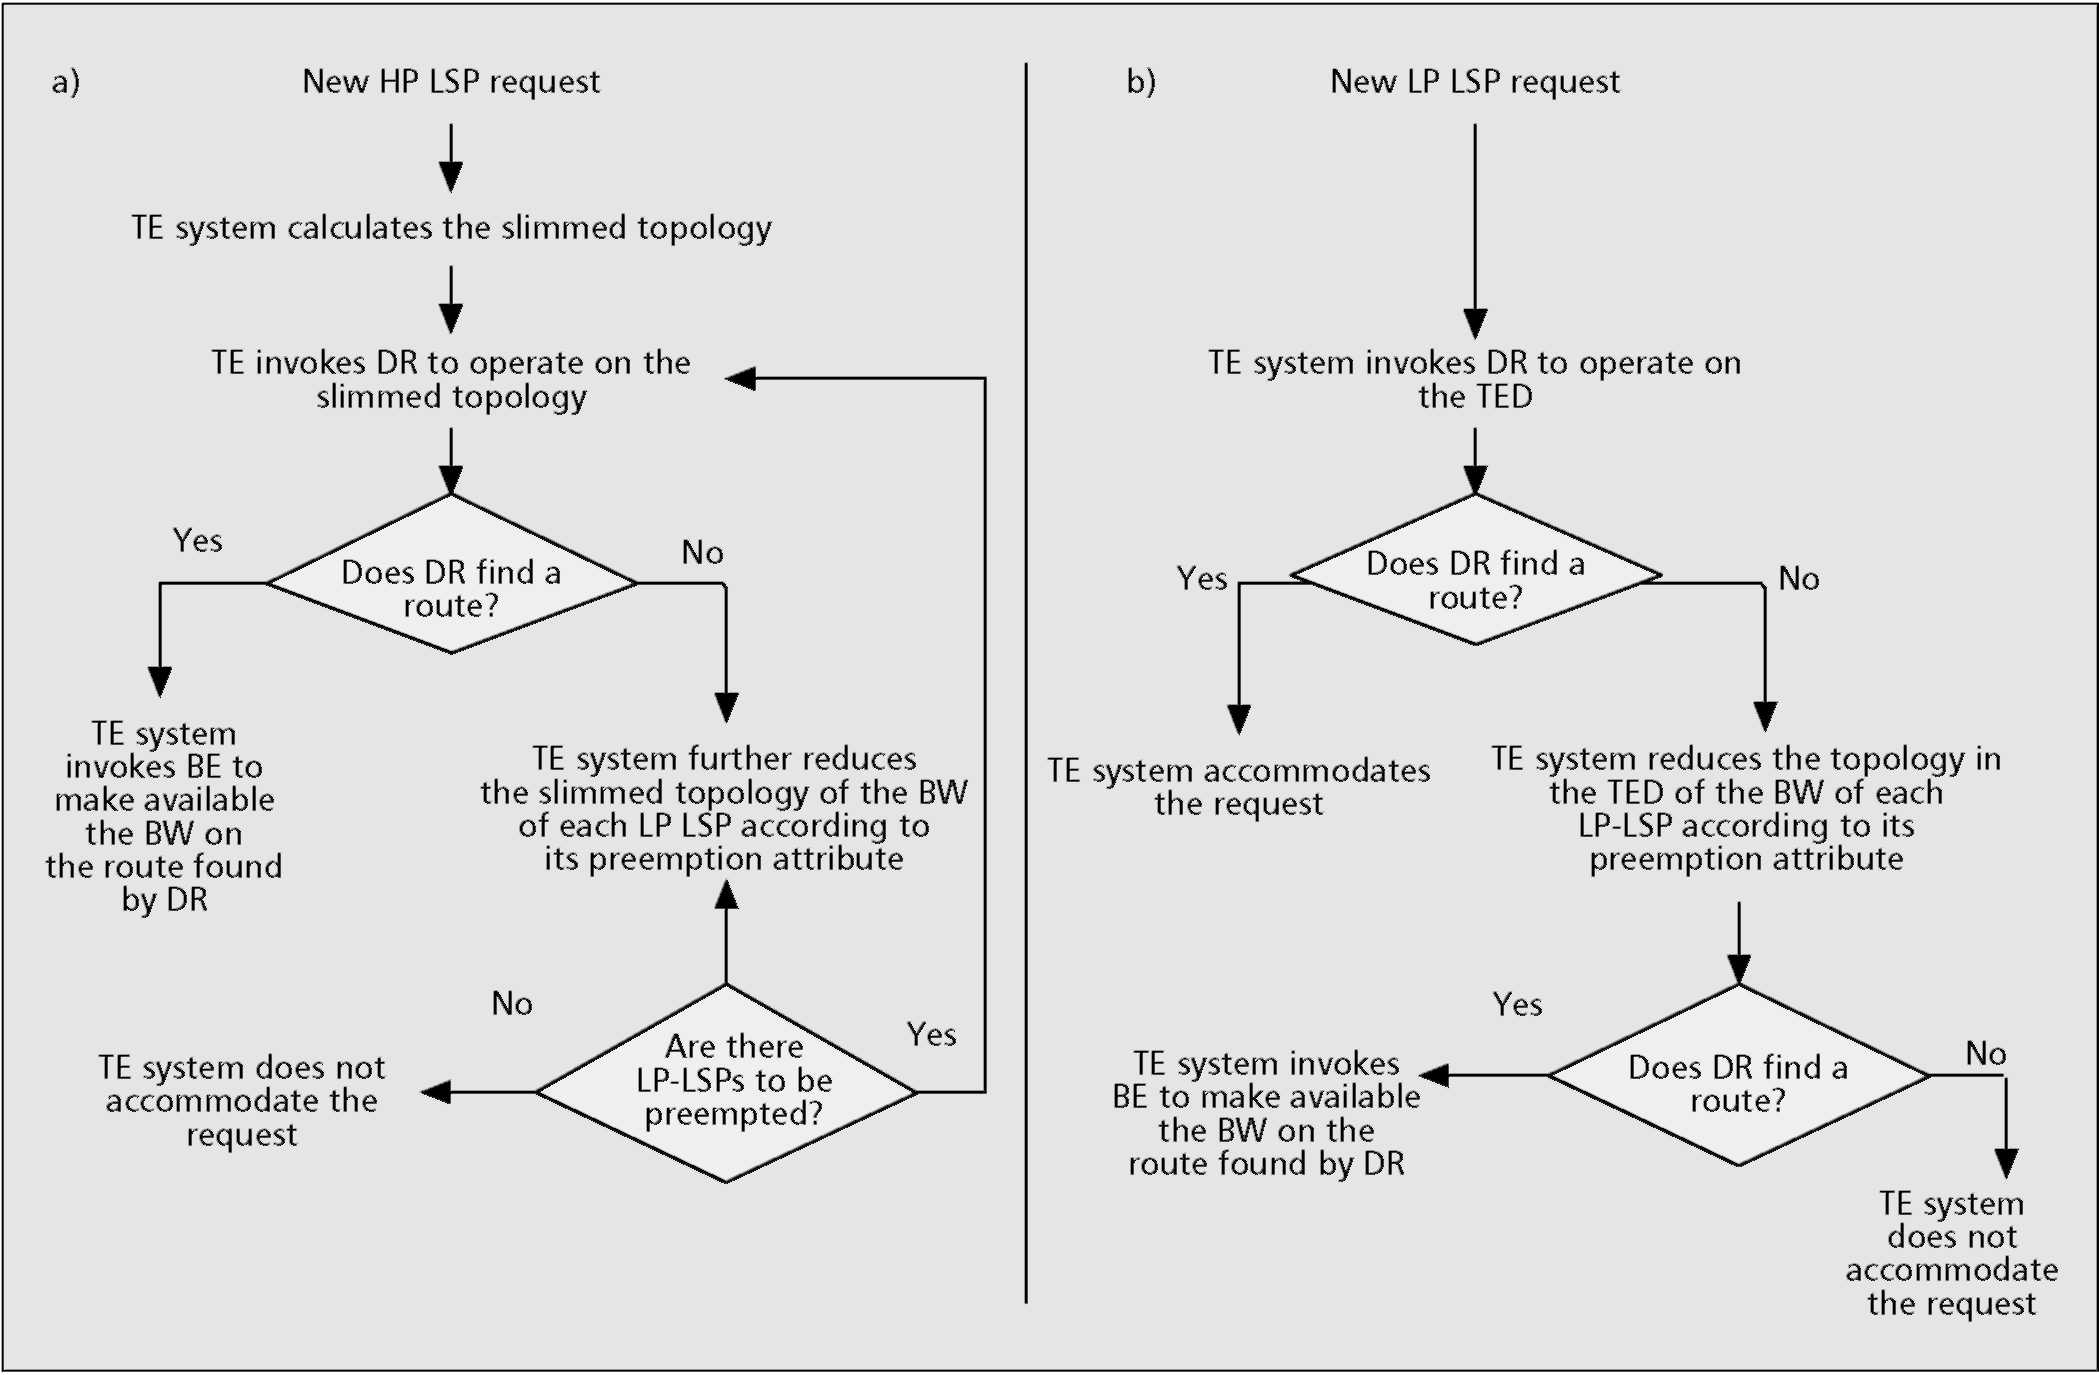 a)
New HP LSP request
TE system calculates the slimmed topology
TE invokes DR to operate on the
slimmed topology
Yes
No
Does DR find a
route?
TE system
invokes BE to
make available
the BW on
the route found
by DR
TE system further reduces
the slimmed topology of the BW
of each LP LSP according to
its preemption attribute
No
Yes
Are there
LP-LSPs to be
preempted?
TE system does not
accommodate the
request
b)
New LP LSP request
TE system invokes DR to operate on
the TED
Does DR find a
route?
Yes
No
TE system accommodates
the request
TE system reduces the topology in
the TED of the BW of each
LP-LSP according to its
preemption attribute
Yes
No
Does DR find a
route?
TE system invokes
BE to make available
the BW on the
route found by DR
TE system
does not
accommodate
the request